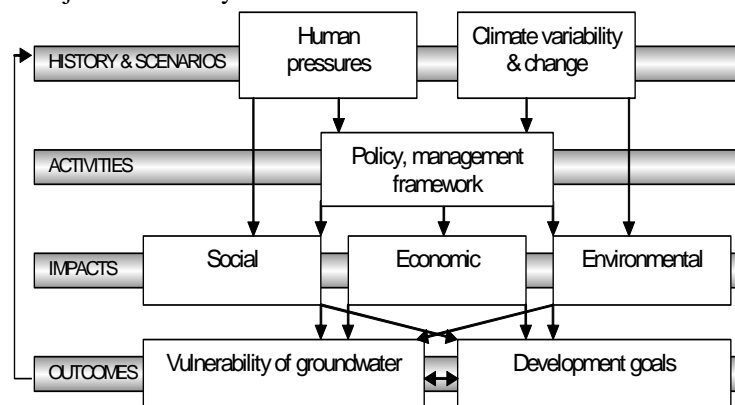 Human
pressures
Climate variability
& change
HISTORY & SCENARIOS
Policy, management
framework
ACTIVITIES
Social
Economic
Environmental
IMPACTS
Vulnerability of groundwater
Development goals
OUTCOMES